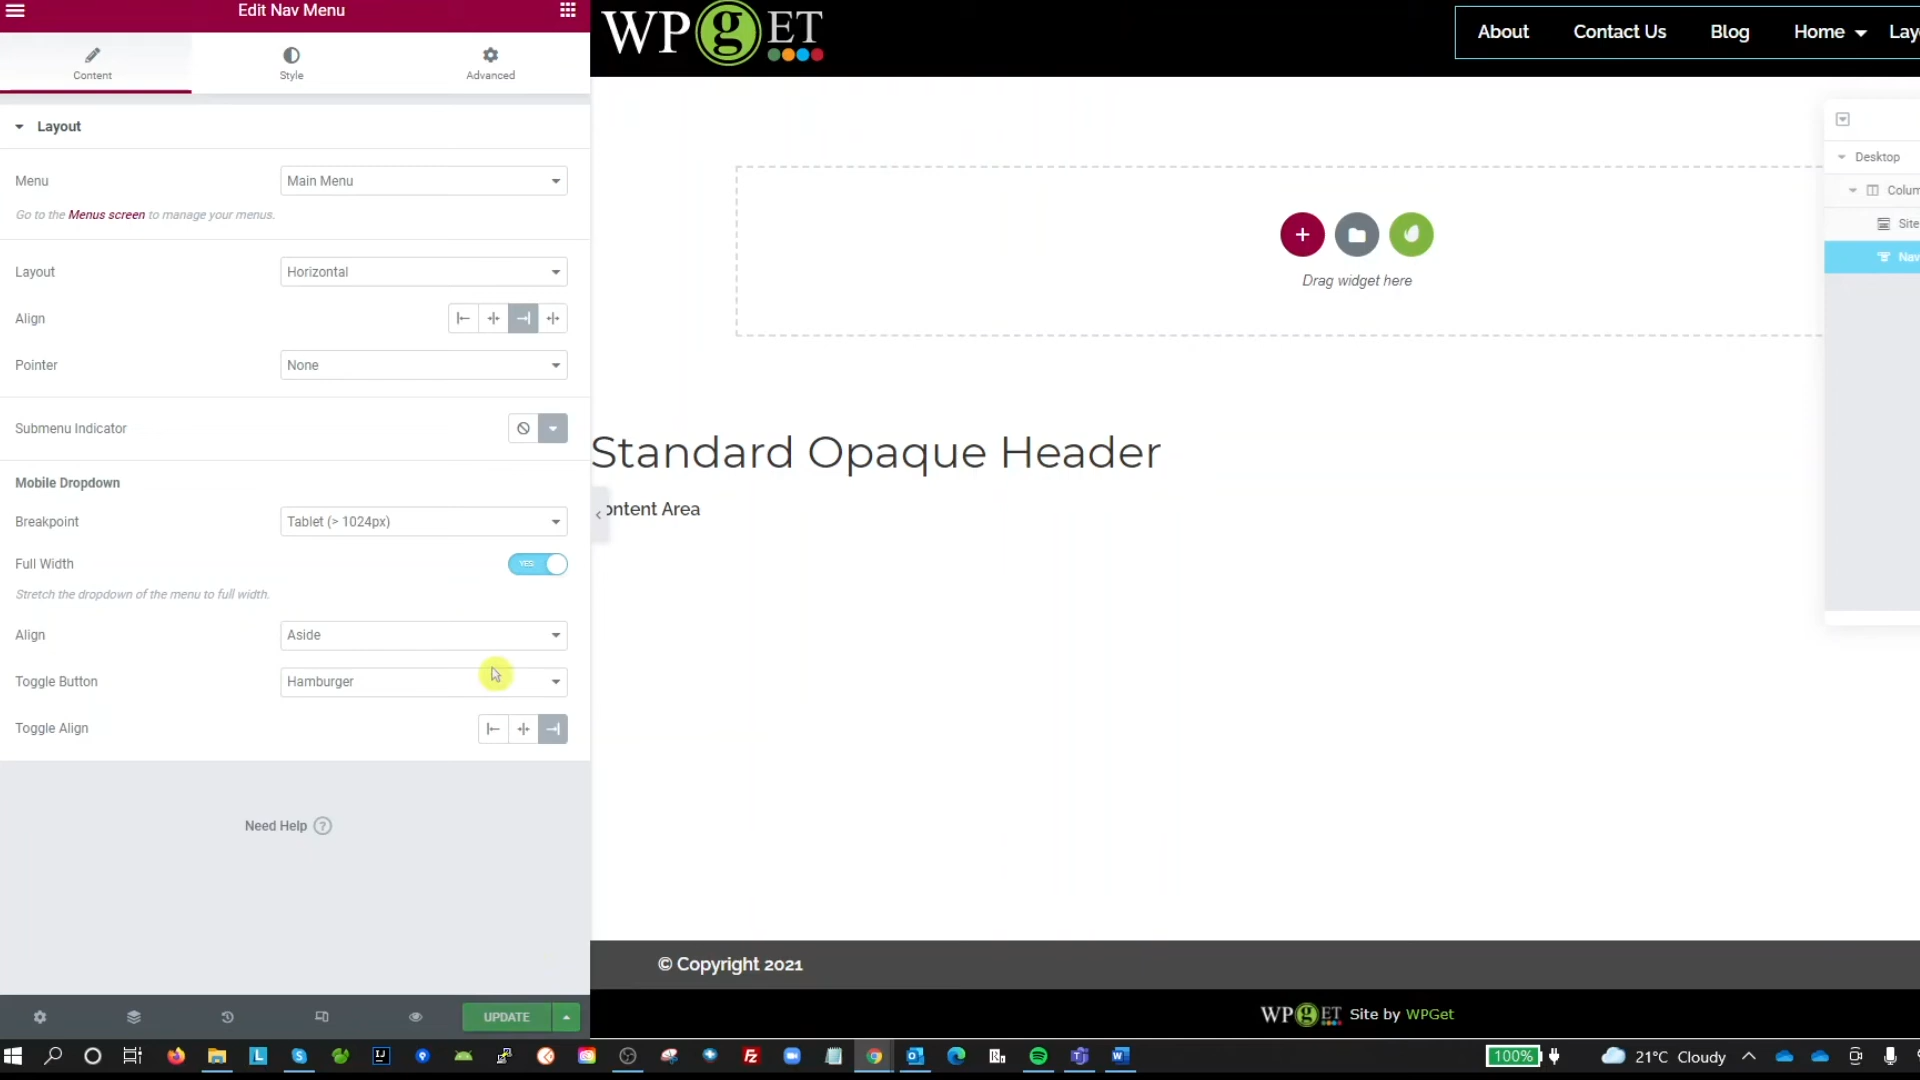 Edit Nav Menu
Content
Style
Advanced
Layout
Menu
Main Menu
Go to the Menus screen to manage your menus.
Layout
Horizontal
Align
Pointer
None
Submenu Indicator
Mobile Dropdown
Breakpoint
Tablet (> 1024px)
Full Width
YES
Stretch the dropdown of the menu to full width.
Align
Aside
Toggle Button
Hamburger
Toggle Align
Need Help ?
UPDATE
WPgET
About
Contact Us
Blog
Home
Lay
Drag widget here
Desktop
Colum
Site
Nav
Standard Opaque Header
ontent Area
© Copyright 2021
WPgET Site by WPGet
100%
21°C Cloudy